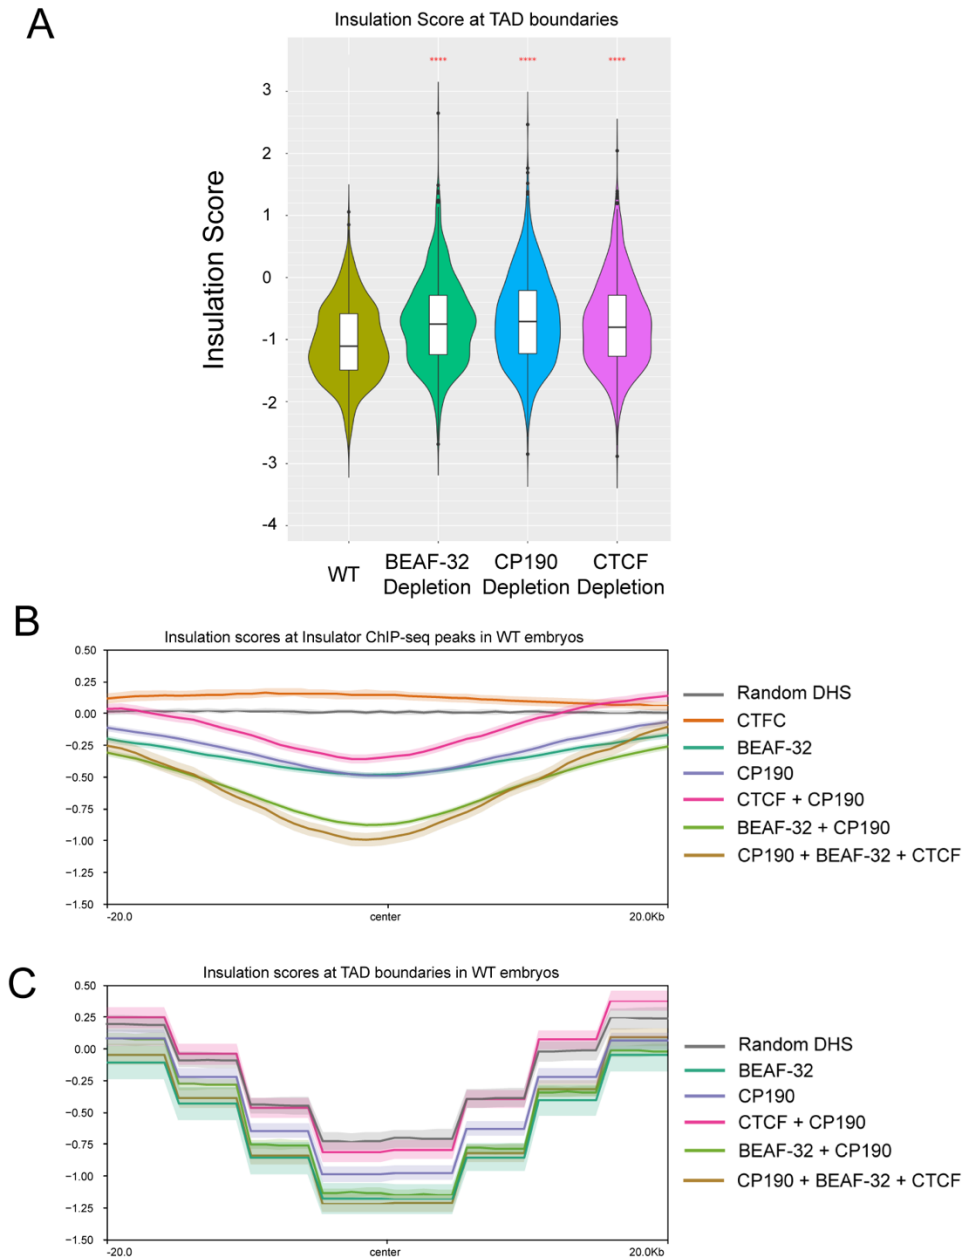 A
Insulation Score at TAD boundaries
**** **** ****
Insulation Score
3
2
1
0
-1
-2
-3
-4
WT
BEAF-32 Depletion
CP190 Depletion
CTCF Depletion
B
Insulation scores at Insulator ChIP-seq peaks in WT embryos
0.50
0.25
0.00
−0.25
−0.50
−0.75
−1.00
−1.25
−1.50
-20.0 center 20.0Kb
Random DHS
CTFC
BEAF-32
CP190
CTCF + CP190
BEAF-32 + CP190
CP190 + BEAF-32 + CTCF
C
Insulation scores at TAD boundaries in WT embryos
0.50
0.25
0.00
−0.25
−0.50
−0.75
−1.00
−1.25
−1.50
-20.0 center 20.0Kb
Random DHS
BEAF-32
CP190
CTCF + CP190
BEAF-32 + CP190
CP190 + BEAF-32 + CTCF